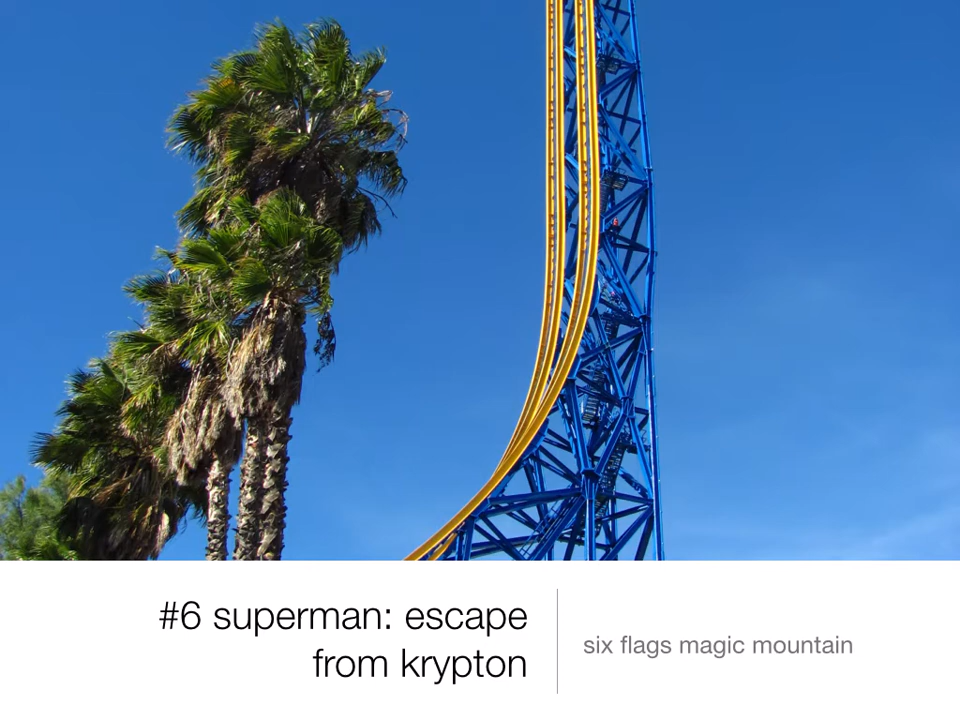 #6 superman: escape
from krypton
six flags magic mountain